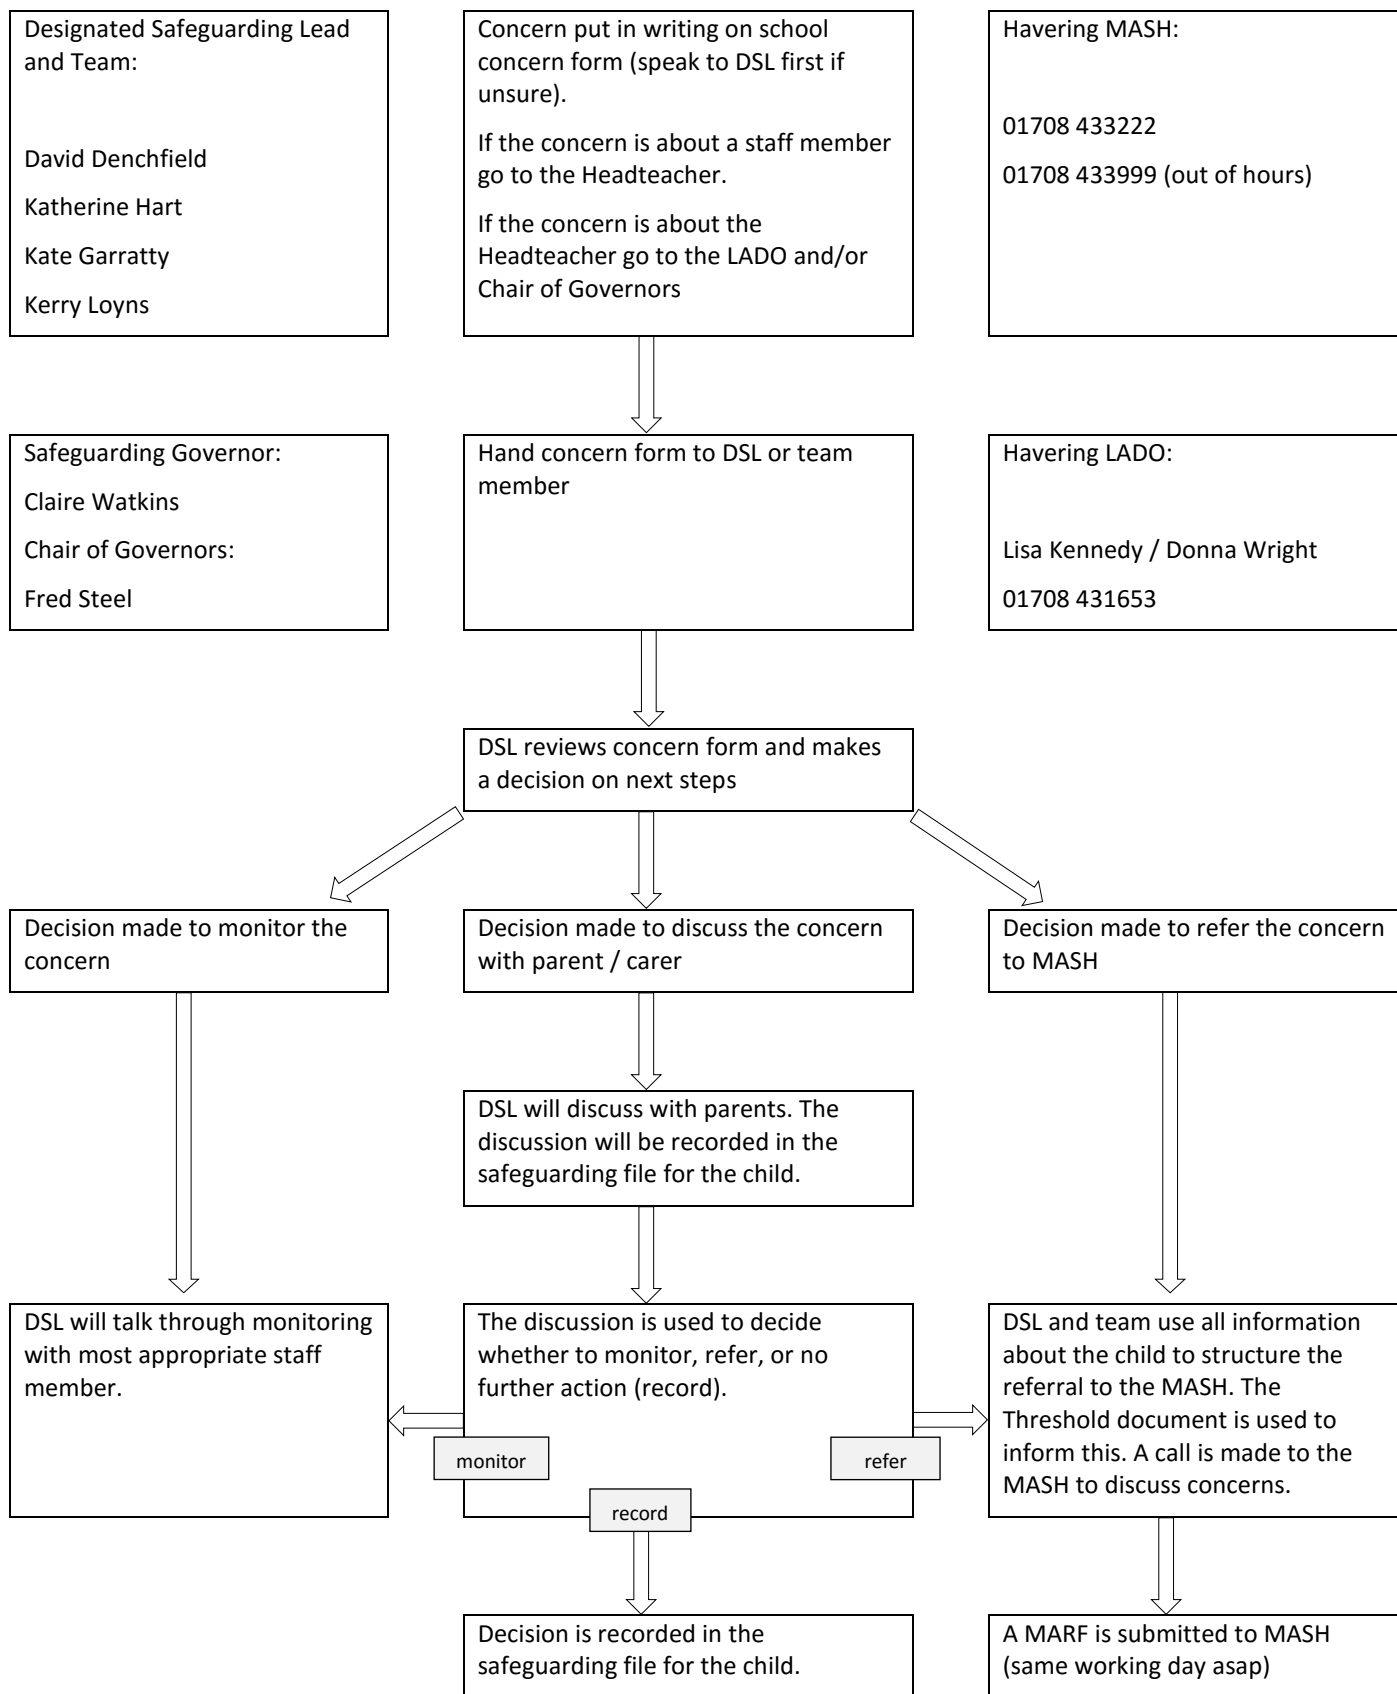 Designated Safeguarding Lead
and Team:
David Denchfield
Katherine Hart
Kate Garratty
Kerry Loyns
Concern put in writing on school
concern form (speak to DSL first if
unsure).
If the concern is about a staff member
go to the Headteacher.
If the concern is about the
Headteacher go to the LADO and/or
Chair of Governors
Havering MASH:
01708 433222
01708 433999 (out of hours)
Safeguarding Governor:
Claire Watkins
Chair of Governors:
Fred Steel
Hand concern form to DSL or team
member
Havering LADO:
Lisa Kennedy / Donna Wright
01708 431653
DSL reviews concern form and makes
a decision on next steps
Decision made to monitor the
concern
Decision made to discuss the concern
with parent / carer
Decision made to refer the concern
to MASH
DSL will discuss with parents. The
discussion will be recorded in the
safeguarding file for the child.
DSL will talk through monitoring
with most appropriate staff
member.
The discussion is used to decide
whether to monitor, refer, or no
further action (record).
monitor
refer
record
DSL and team use all information
about the child to structure the
referral to the MASH. The
Threshold document is used to
inform this. A call is made to the
MASH to discuss concerns.
Decision is recorded in the
safeguarding file for the child.
A MARF is submitted to MASH
(same working day asap)